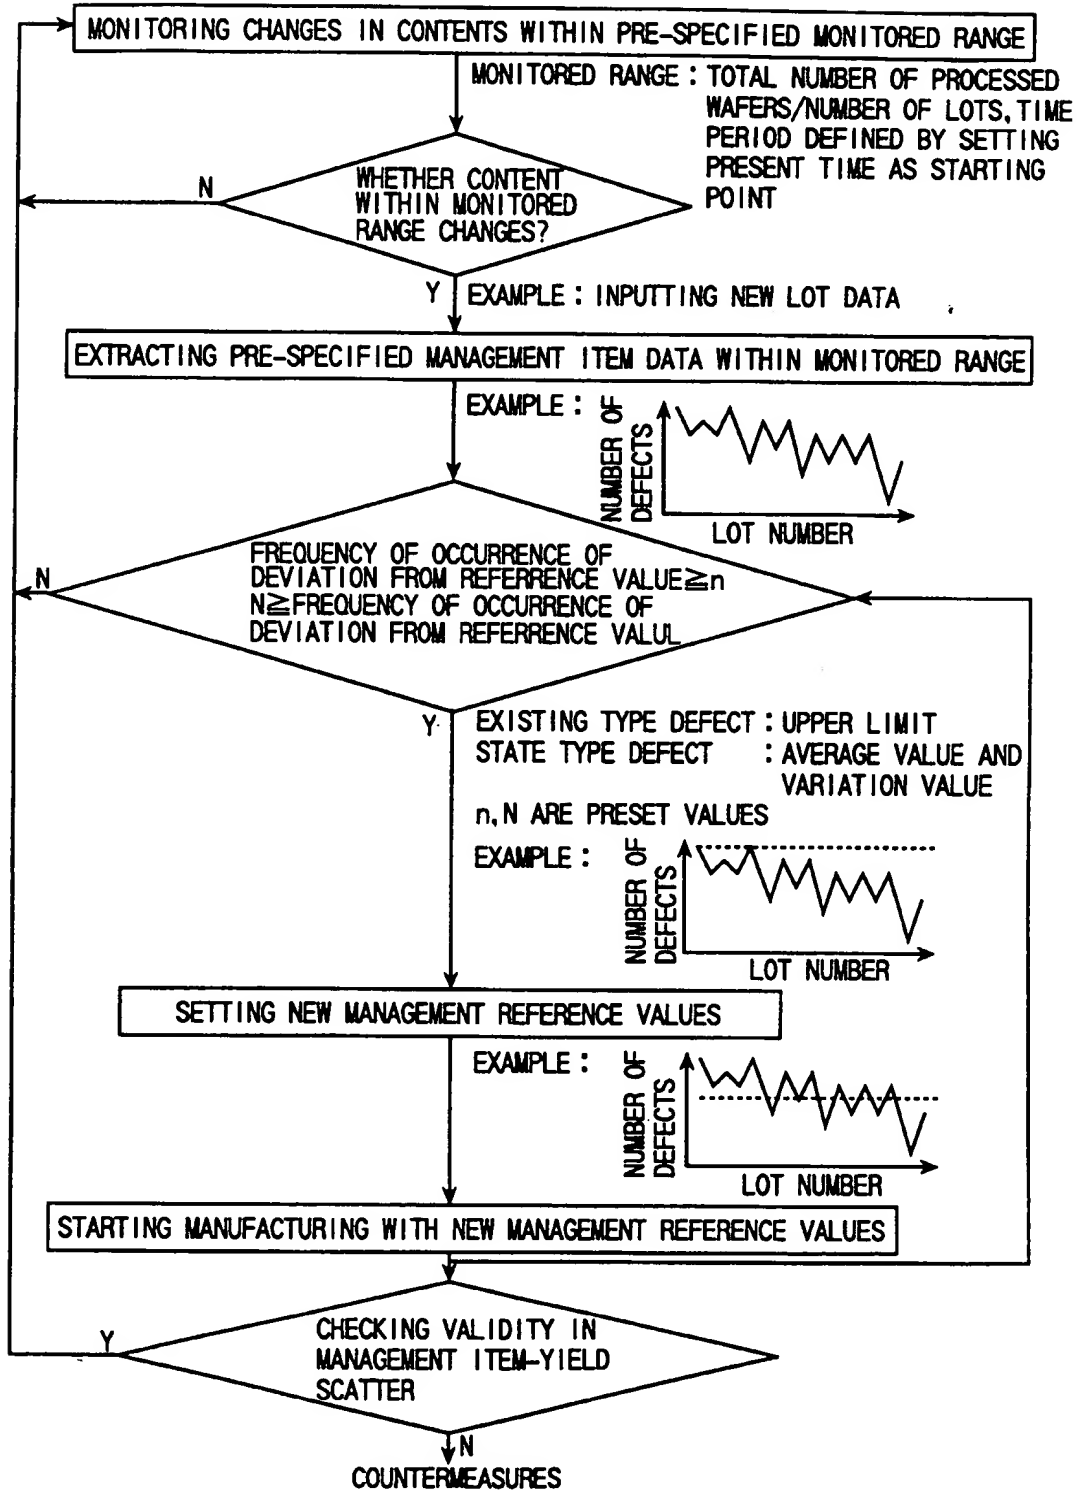 MONITORING CHANGES IN CONTENTS WITHIN PRE-SPECIFIED MONITORED RANGE
MONITORED RANGE : TOTAL NUMBER OF PROCESSED
WAFERS/NUMBER OF LOTS, TIME
PERIOD DEFINED BY SETTING
PRESENT TIME AS STARTING
POINT
N
WHETHER CONTENT
WITHIN MONITORED
RANGE CHANGES?
Y
EXAMPLE : INPUTTING NEW LOT DATA
EXTRACTING PRE-SPECIFIED MANAGEMENT ITEM DATA WITHIN MONITORED RANGE
EXAMPLE :
NUMBER OF
DEFECTS
LOT NUMBER
N
FREQUENCY OF OCCURRENCE OF
DEVIATION FROM REFERRENCE VALUE≧n
N≧FREQUENCY OF OCCURRENCE OF
DEVIATION FROM REFERRENCE VALUL
Y
EXISTING TYPE DEFECT : UPPER LIMIT
STATE TYPE DEFECT : AVERAGE VALUE AND
VARIATION VALUE
n, N ARE PRESET VALUES
EXAMPLE :
NUMBER OF
DEFECTS
LOT NUMBER
SETTING NEW MANAGEMENT REFERENCE VALUES
EXAMPLE :
NUMBER OF
DEFECTS
LOT NUMBER
STARTING MANUFACTURING WITH NEW MANAGEMENT REFERENCE VALUES
Y
CHECKING VALIDITY IN
MANAGEMENT ITEM-YIELD
SCATTER
N
COUNTERMEASURES